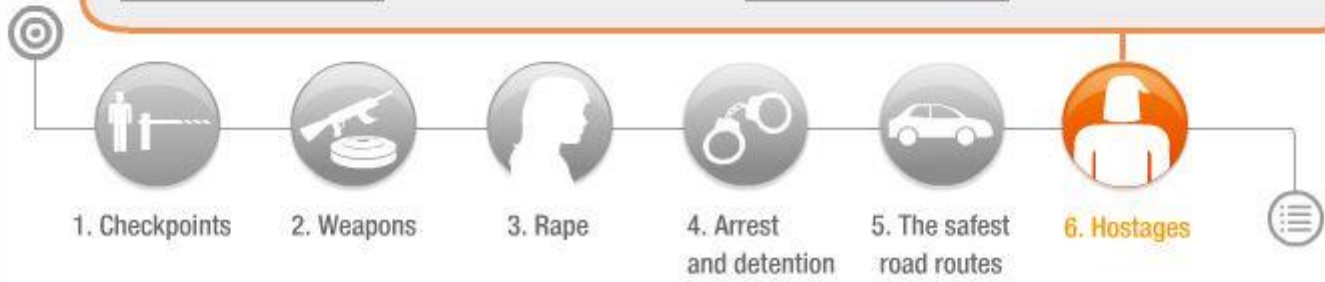 1. Checkpoints
2. Weapons
3. Rape
4. Arrest
and detention
5. The safest
road routes
6. Hostages